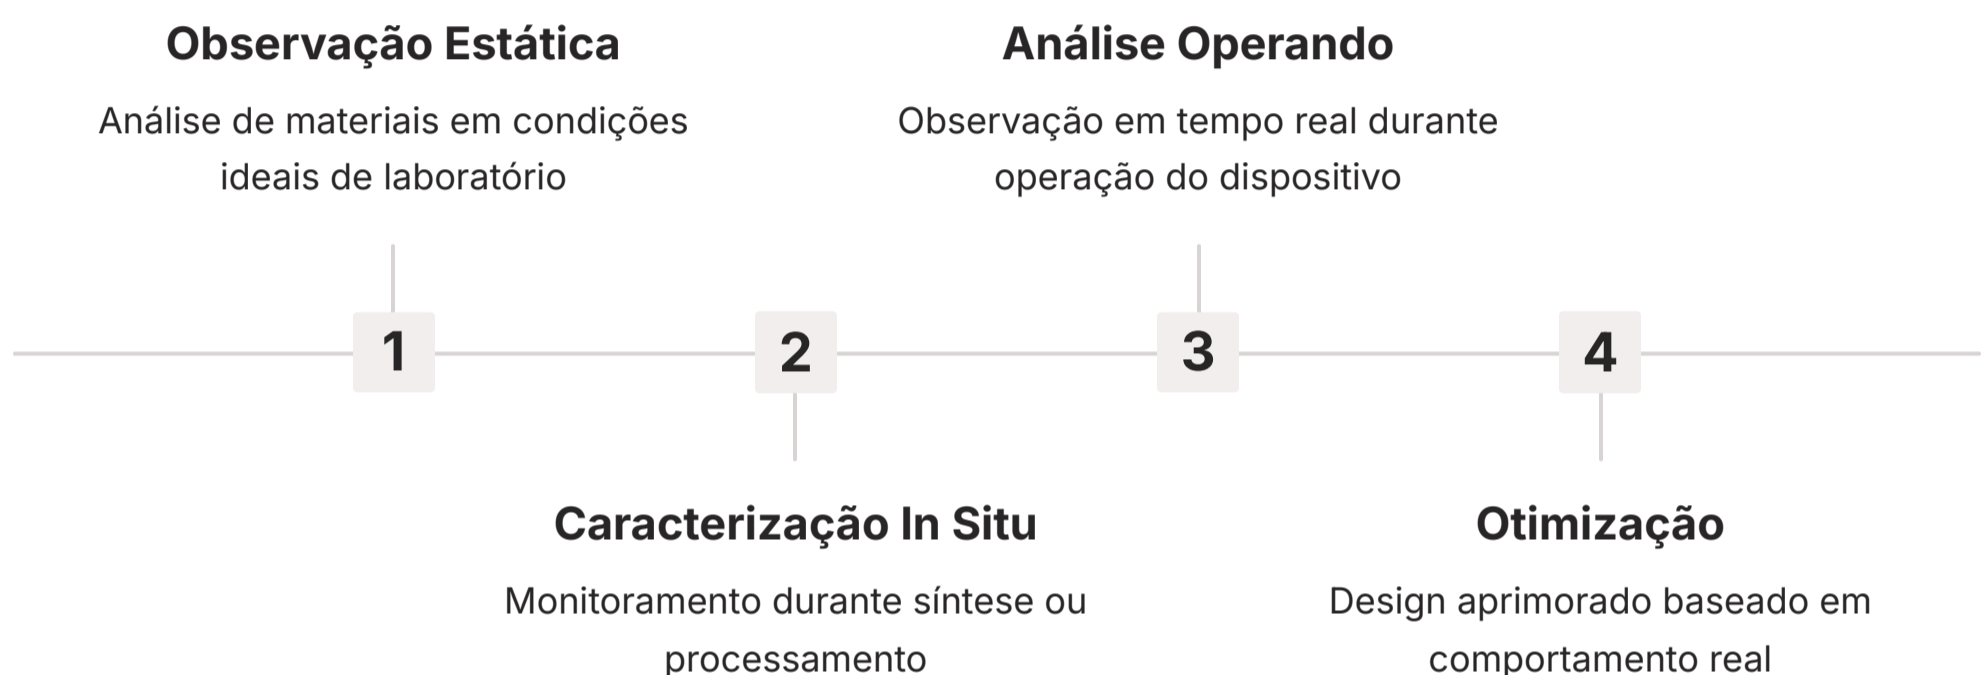 Observação Estática
Análise de materiais em condições
ideais de laboratório
1
Caracterização In Situ
Monitoramento durante síntese ou
processamento
2
Análise Operando
Observação em tempo real durante
operação do dispositivo
3
Otimização
Design aprimorado baseado em
comportamento real
4